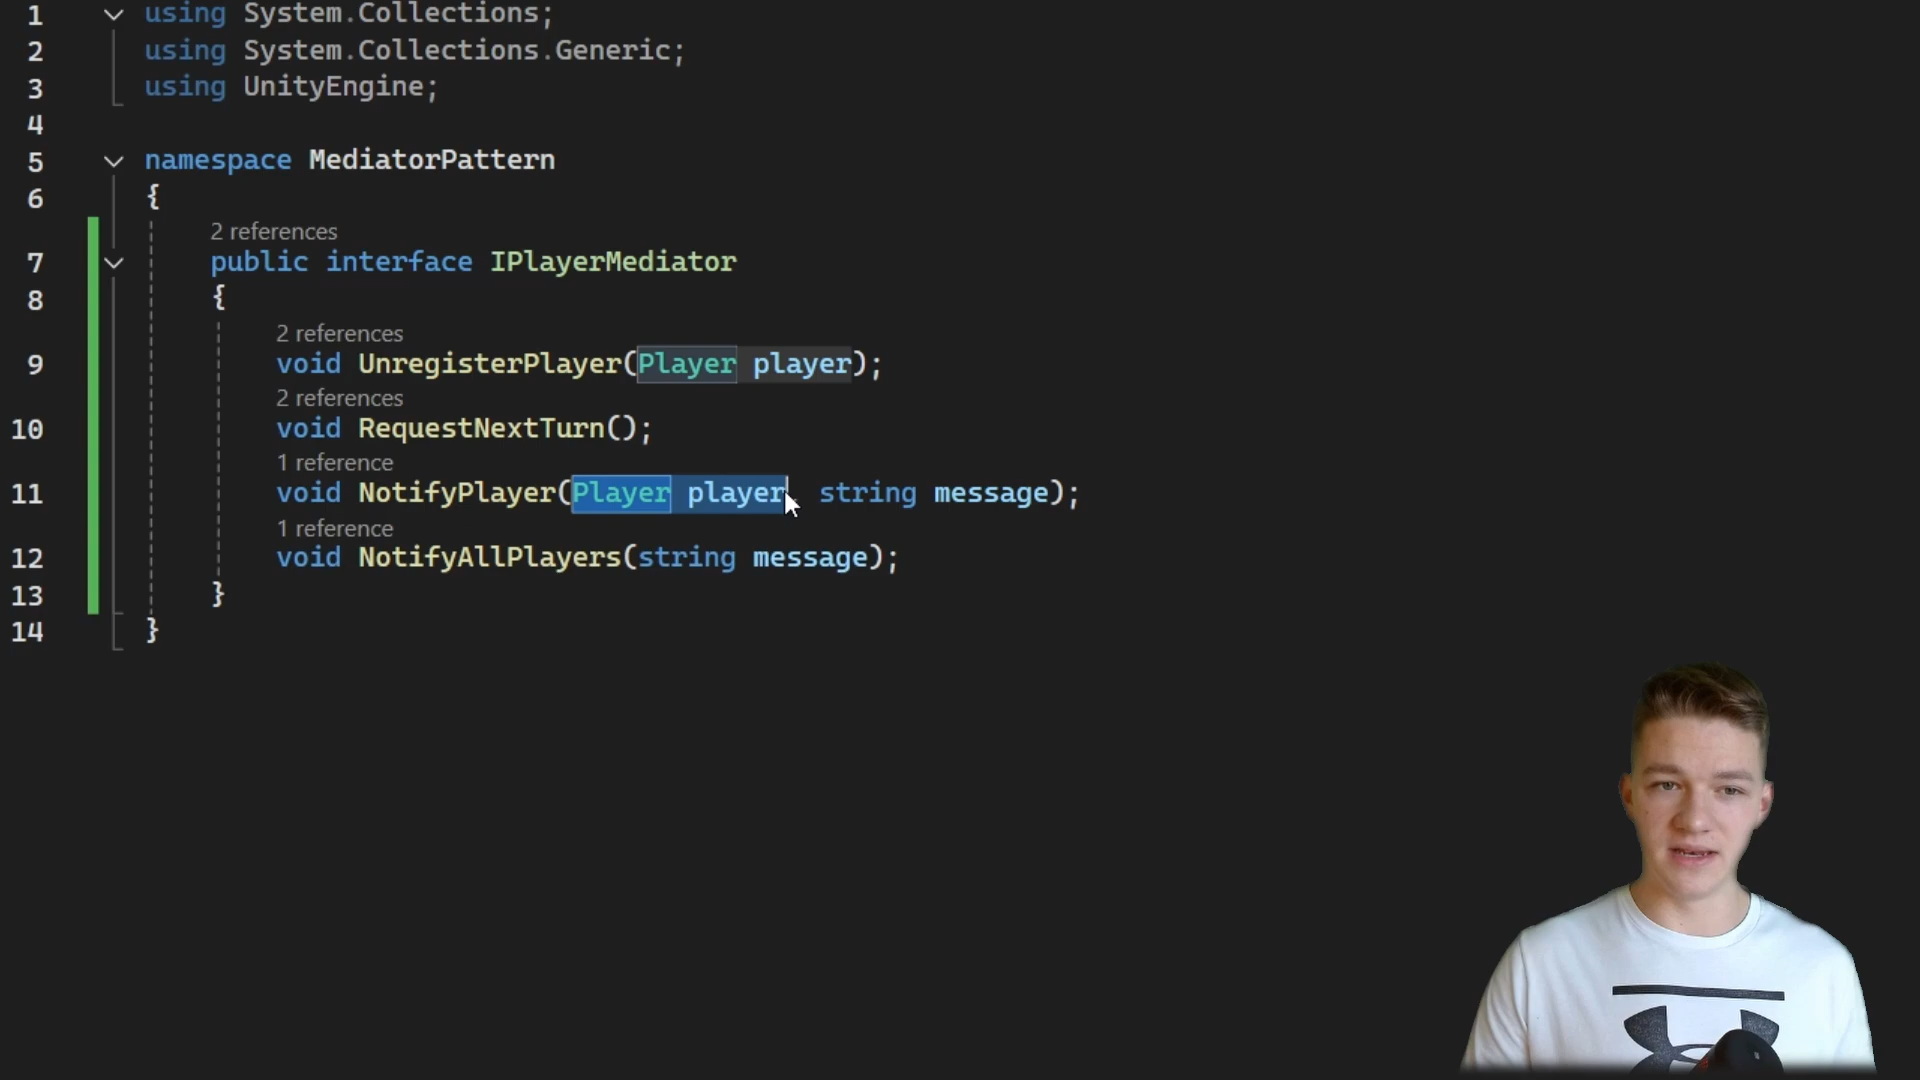 1 using System.Collections;
2 using System.Collections.Generic;
3 using UnityEngine;
4
5 namespace MediatorPattern
6 {
2 references
7 public interface IPlayerMediator
8 {
2 references
9 void UnregisterPlayer(Player player);
2 references
10 void RequestNextTurn();
1 reference
11 void NotifyPlayer(Player player string message);
1 reference
12 void NotifyAllPlayers(string message);
13 }
14 }